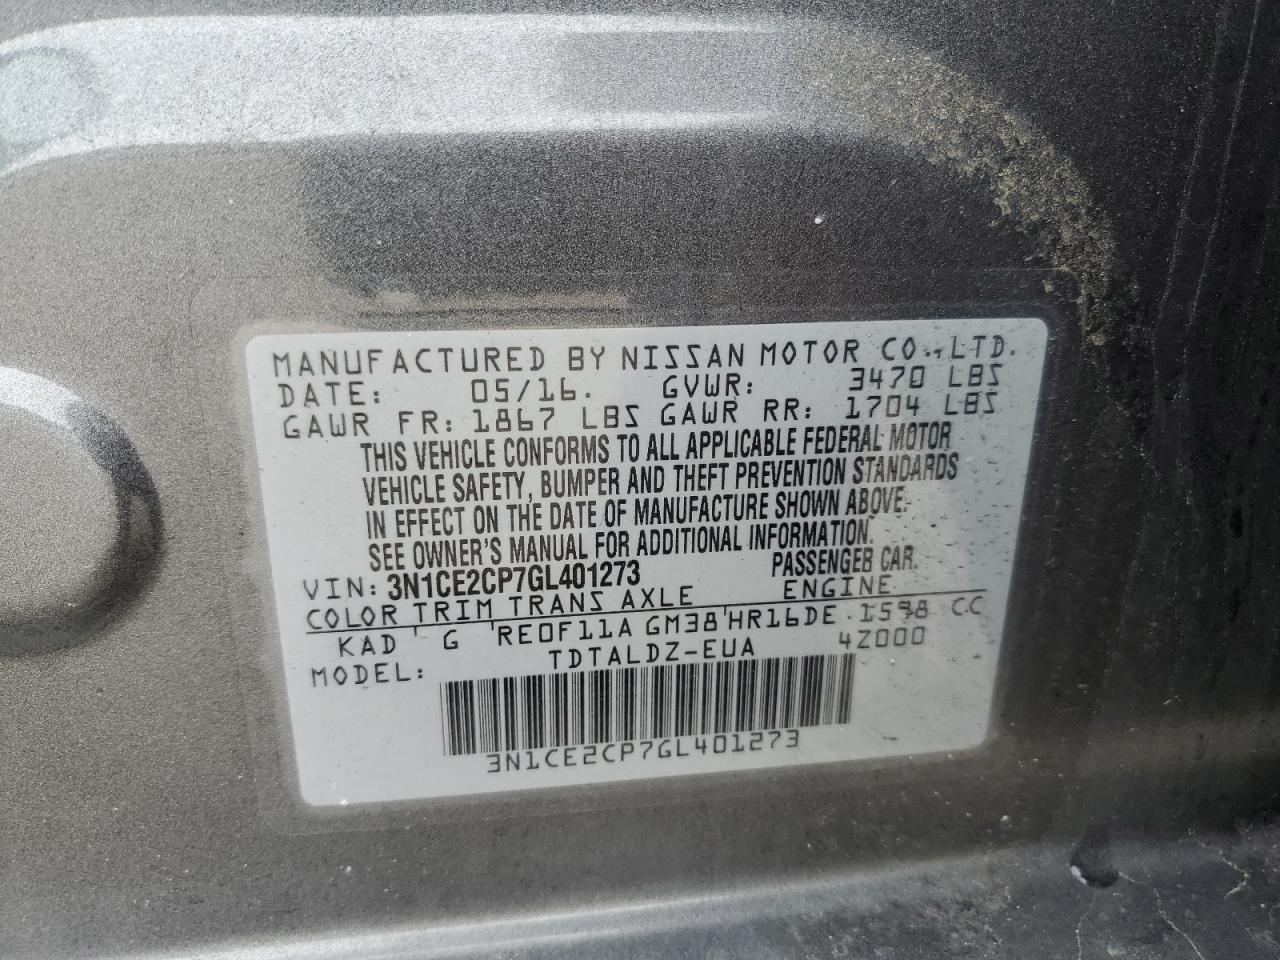 MANUFACTURED BY NISSAN MOTOR CO., LTD.
DATE: 05/16. GVWR: 3470 LBS
GAWR FR: 1867 LBS GAWR RR: 1704 LBS
THIS VEHICLE CONFORMS TO ALL APPLICABLE FEDERAL MOTOR
VEHICLE SAFETY, BUMPER AND THEFT PREVENTION STANDARDS
IN EFFECT ON THE DATE OF MANUFACTURE SHOWN ABOVE.
SEE OWNER'S MANUAL FOR ADDITIONAL INFORMATION.
VIN: 3N1CE2CP7GL401273 PASSENGER CAR.
COLOR TRIM TRANS AXLE ENGINE
KAD G RE0F11A GM38 HR16DE 1598 CC
MODEL: TDTALDZ-EUA 4Z000
3N1CE2CP7GL401273